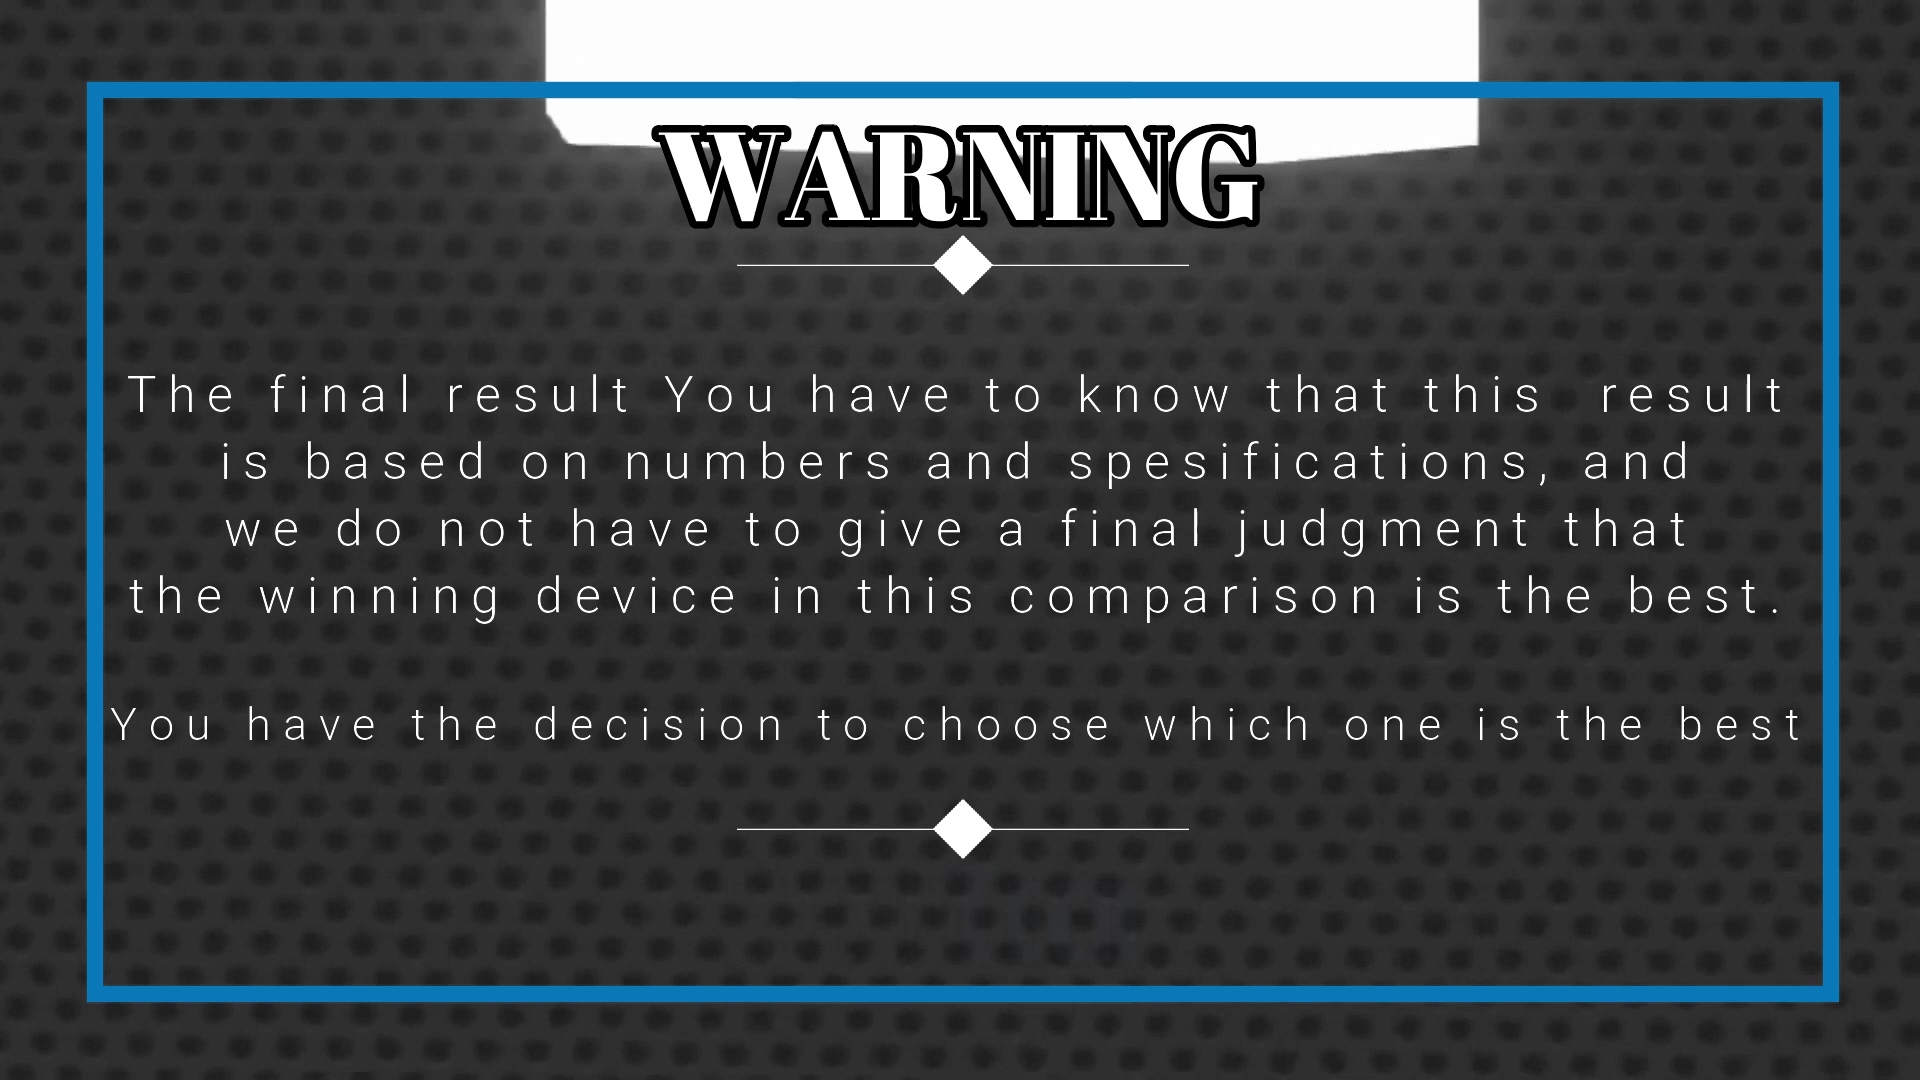 WARNING
The final result You have to know that this result
is based on numbers and spesifications, and
we do not have to give a final judgment that
the winning device in this comparison is the best.
You have the decision to choose which one is the best